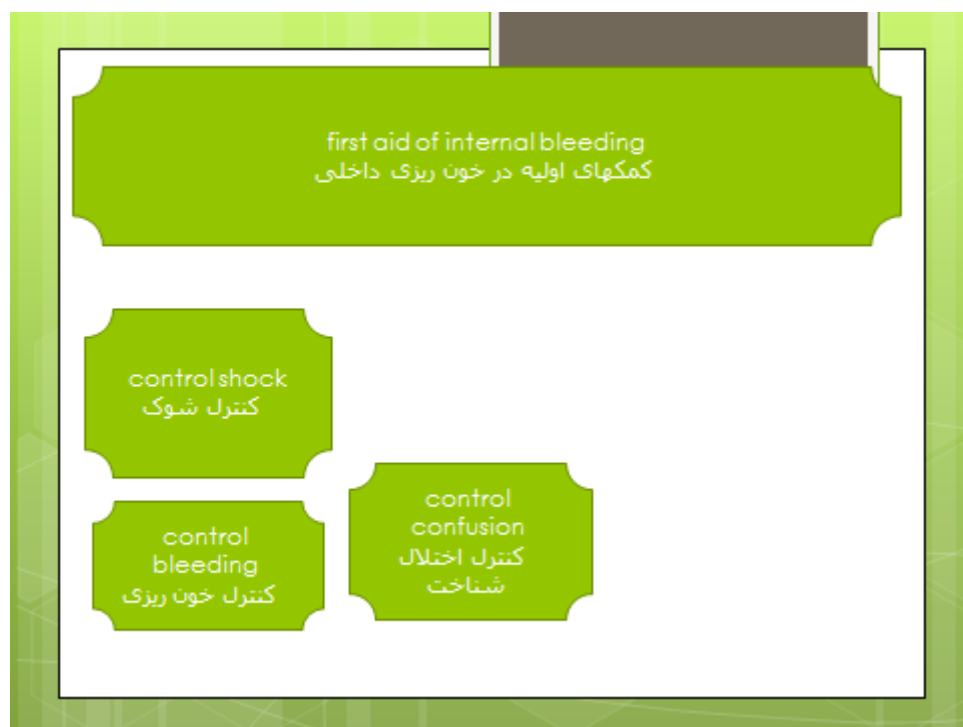 first aid of internal bleeding
کمکهای اولیه در خون ریزی داخلی
control shock
کنترل شوک
control
bleeding
کنترل خون ریزی
control
confusion
کنترل اختلال
شناخت